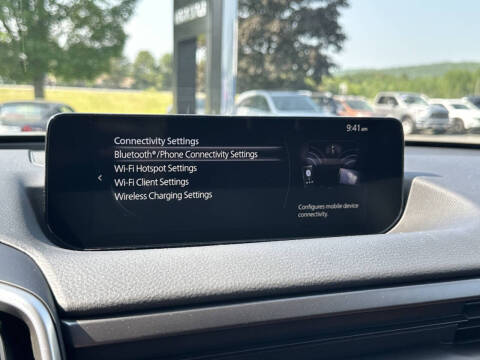 9:41 am
Connectivity Settings
Bluetooth®/Phone Connectivity Settings
Wi-Fi Hotspot Settings
Wi-Fi Client Settings
Wireless Charging Settings
Configures mobile device
connectivity.